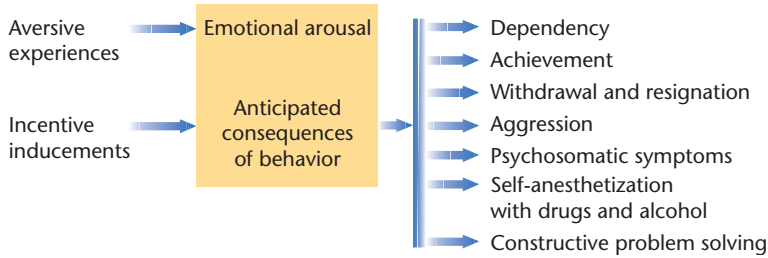 Aversive
experiences
Incentive
inducements
Emotional arousal
Anticipated
consequences
of behavior
Dependency
Achievement
Withdrawal and resignation
Aggression
Psychosomatic symptoms
Self-anesthetization
with drugs and alcohol
Constructive problem solving